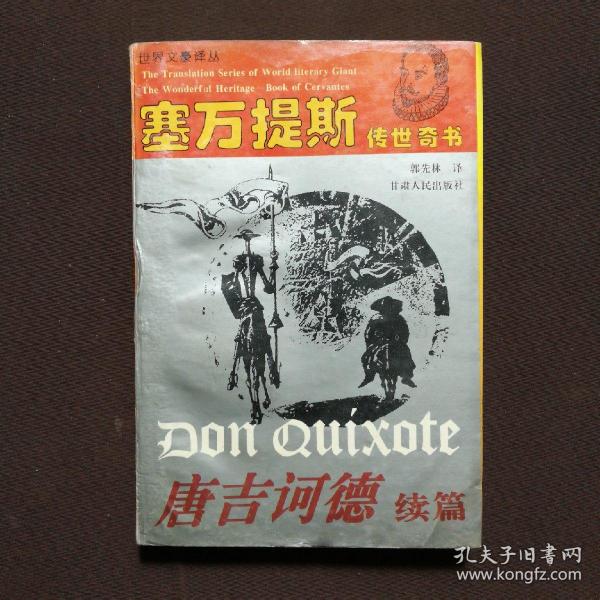 世界文豪译丛
The Translation Series of World literary Giant
The Wonderful Heritage Book of Cervantes
塞万提斯 传世奇书
郭先林 译
甘肃人民出版社
Don Quixote
唐吉诃德 续篇
孔夫子旧书网
www.kongfz.com